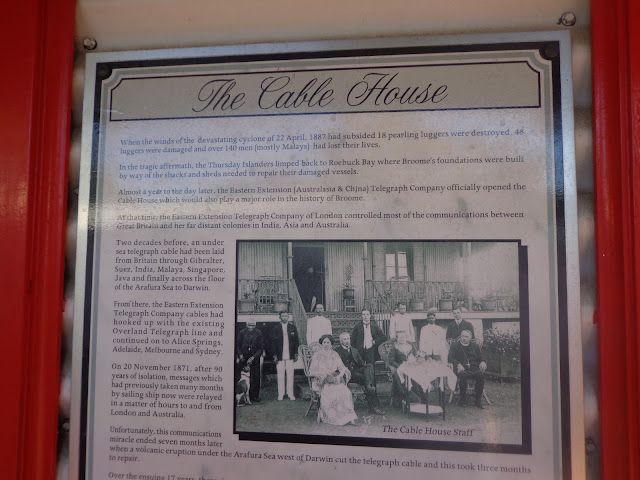 The Cable House
When the winds of the devastating cyclone of 22 April, 1887 had subsided 18 pearling luggers were destroyed, 48
luggers were damaged and over 140 men (mostly Malays) had lost their lives.
In the tragic aftermath, the Thursday Islanders limped back to Roebuck Bay where Broome's foundations were built
by way of the shacks and sheds needed to repair their damaged vessels.
Almost a year to the day later, the Eastern Extension (Australasia & China) Telegraph Company officially opened the
Cable House which would also play a major role in the history of Broome.
At that time, the Eastern Extension Telegraph Company of London controlled most of the communications between
Great Britain and her far distant colonies in India, Asia and Australia.
Two decades before, an under
sea telegraph cable had been laid
from Britain through Gibralter,
Suez, India, Malaya, Singapore,
Java and finally across the floor
of the Arafura Sea to Darwin.
From there, the Eastern Extension
Telegraph Company cables had
hooked up with the existing
Overland Telegraph line and
continued on to Alice Springs,
Adelaide, Melbourne and Sydney.
On 20 November 1871, after 90
years of isolation, messages which
had previously taken many months
by sailing ship now were relayed
in a matter of hours to and from
London and Australia.
The Cable House Staff
Unfortunately, this communications
miracle ended seven months later
when a volcanic eruption under the Arafura Sea west of Darwin cut the telegraph cable and this took three months
to repair.
Over the ensuing 17 years,